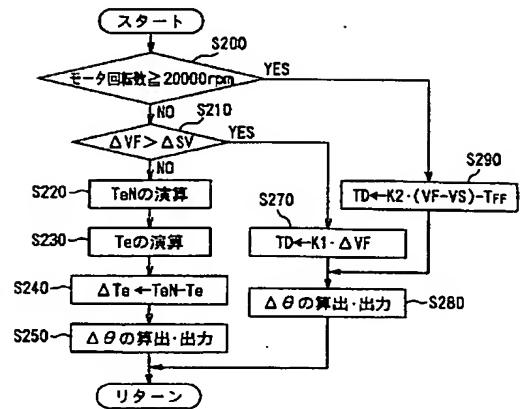 スタート
S200
モータ回転数≧20000rpm
YES
NO
S210
ΔVF>ΔSV
YES
NO
S220
TeNの演算
S230
Teの演算
S240
ΔTe←TeN-Te
S250
Δθの算出·出力
S270
TD←K1·ΔVF
S290
TD←K2·(VF-VS)-TFF
S280
Δθの算出·出力
リターン